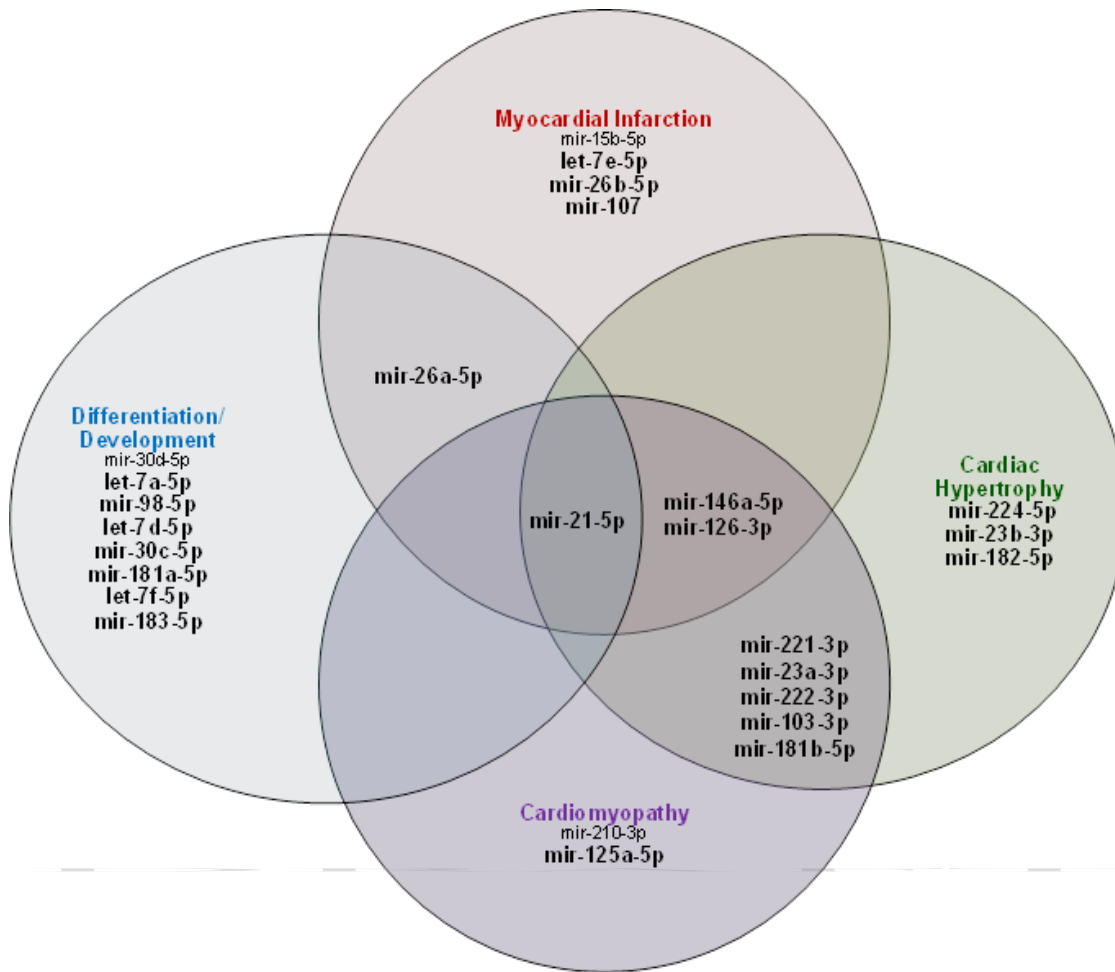 Myocardial Infarction
mir-15b-5p
let-7e-5p
mir-26b-5p
mir-107
mir-26a-5p
Differentiation/
Development
mir-30d-5p
let-7a-5p
mir-98-5p
let-7d-5p
mir-30c-5p
mir-181a-5p
let-7f-5p
mir-183-5p
mir-21-5p
mir-146a-5p
mir-126-3p
Cardiac
Hypertrophy
mir-224-5p
mir-23b-3p
mir-182-5p
mir-221-3p
mir-23a-3p
mir-222-3p
mir-103-3p
mir-181b-5p
Cardiomyopathy
mir-210-3p
mir-125a-5p